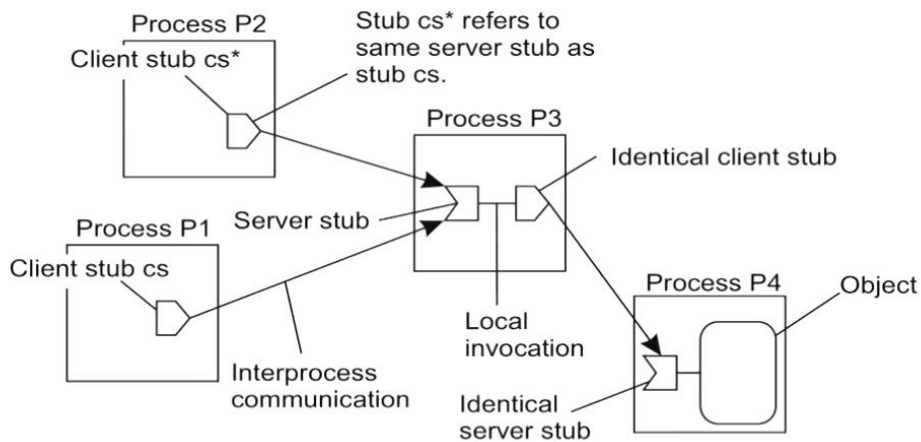 Process P2
Client stub cs*
Stub cs* refers to
same server stub as
stub cs.
Process P3
Identical client stub
Server stub
Process P1
Client stub cs
Interprocess
communication
Local
invocation
Process P4
Object
Identical
server stub